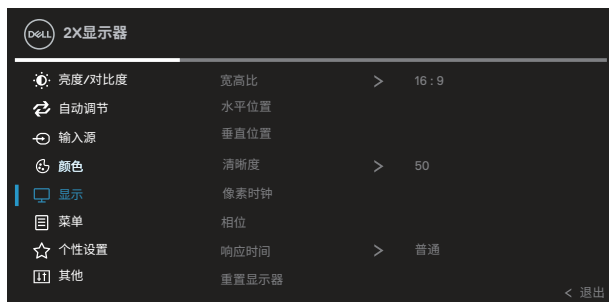 DELL 2X显示器
亮度/对比度 宽高比 > 16 : 9
自动调节 水平位置
输入源 垂直位置
颜色 清晰度 > 50
显示 像素时钟
菜单 相位
个性设置 响应时间 > 普通
其他 重置显示器
< 退出